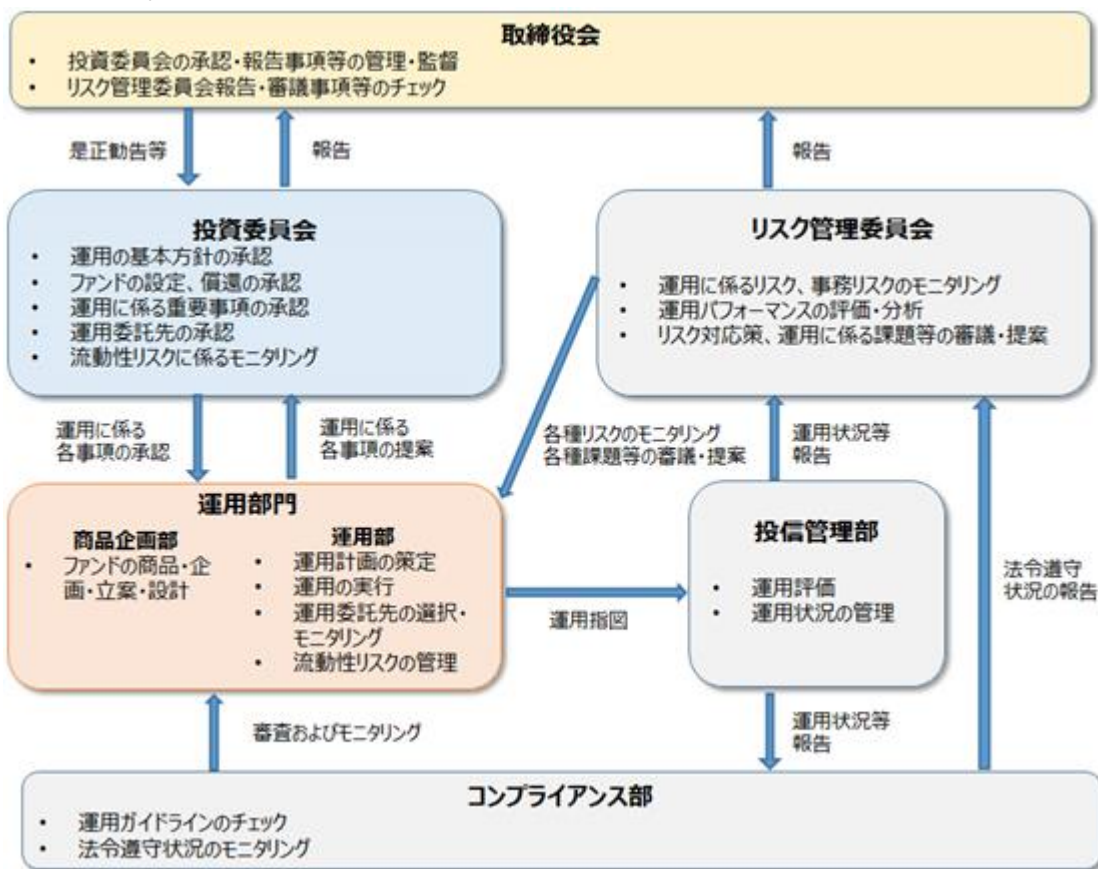 取締役会
• 投資委員会の承認・報告事項等の管理・監督
• リスク管理委員会報告・審議事項等のチェック
是正勧告等
報告
報告
投資委員会
• 運用の基本方針の承認
• ファンドの設定、償還の承認
• 運用に係る重要事項の承認
• 運用委託先の承認
• 流動性リスクに係るモニタリング
リスク管理委員会
• 運用に係るリスク、事務リスクのモニタリング
• 運用パフォーマンスの評価・分析
• リスク対応策、運用に係る課題等の審議・提案
運用に係る
各事項の承認
運用に係る
各事項の提案
各種リスクのモニタリング
各種課題等の審議・提案
運用状況等
報告
法令遵守
状況の報告
運用部門
商品企画部
• ファンドの商品・企
画・立案・設計
運用部
• 運用計画の策定
• 運用の実行
• 運用委託先の選択・
モニタリング
• 流動性リスクの管理
運用指図
投信管理部
• 運用評価
• 運用状況の管理
審査およびモニタリング
運用状況等
報告
コンプライアンス部
• 運用ガイドラインのチェック
• 法令遵守状況のモニタリング